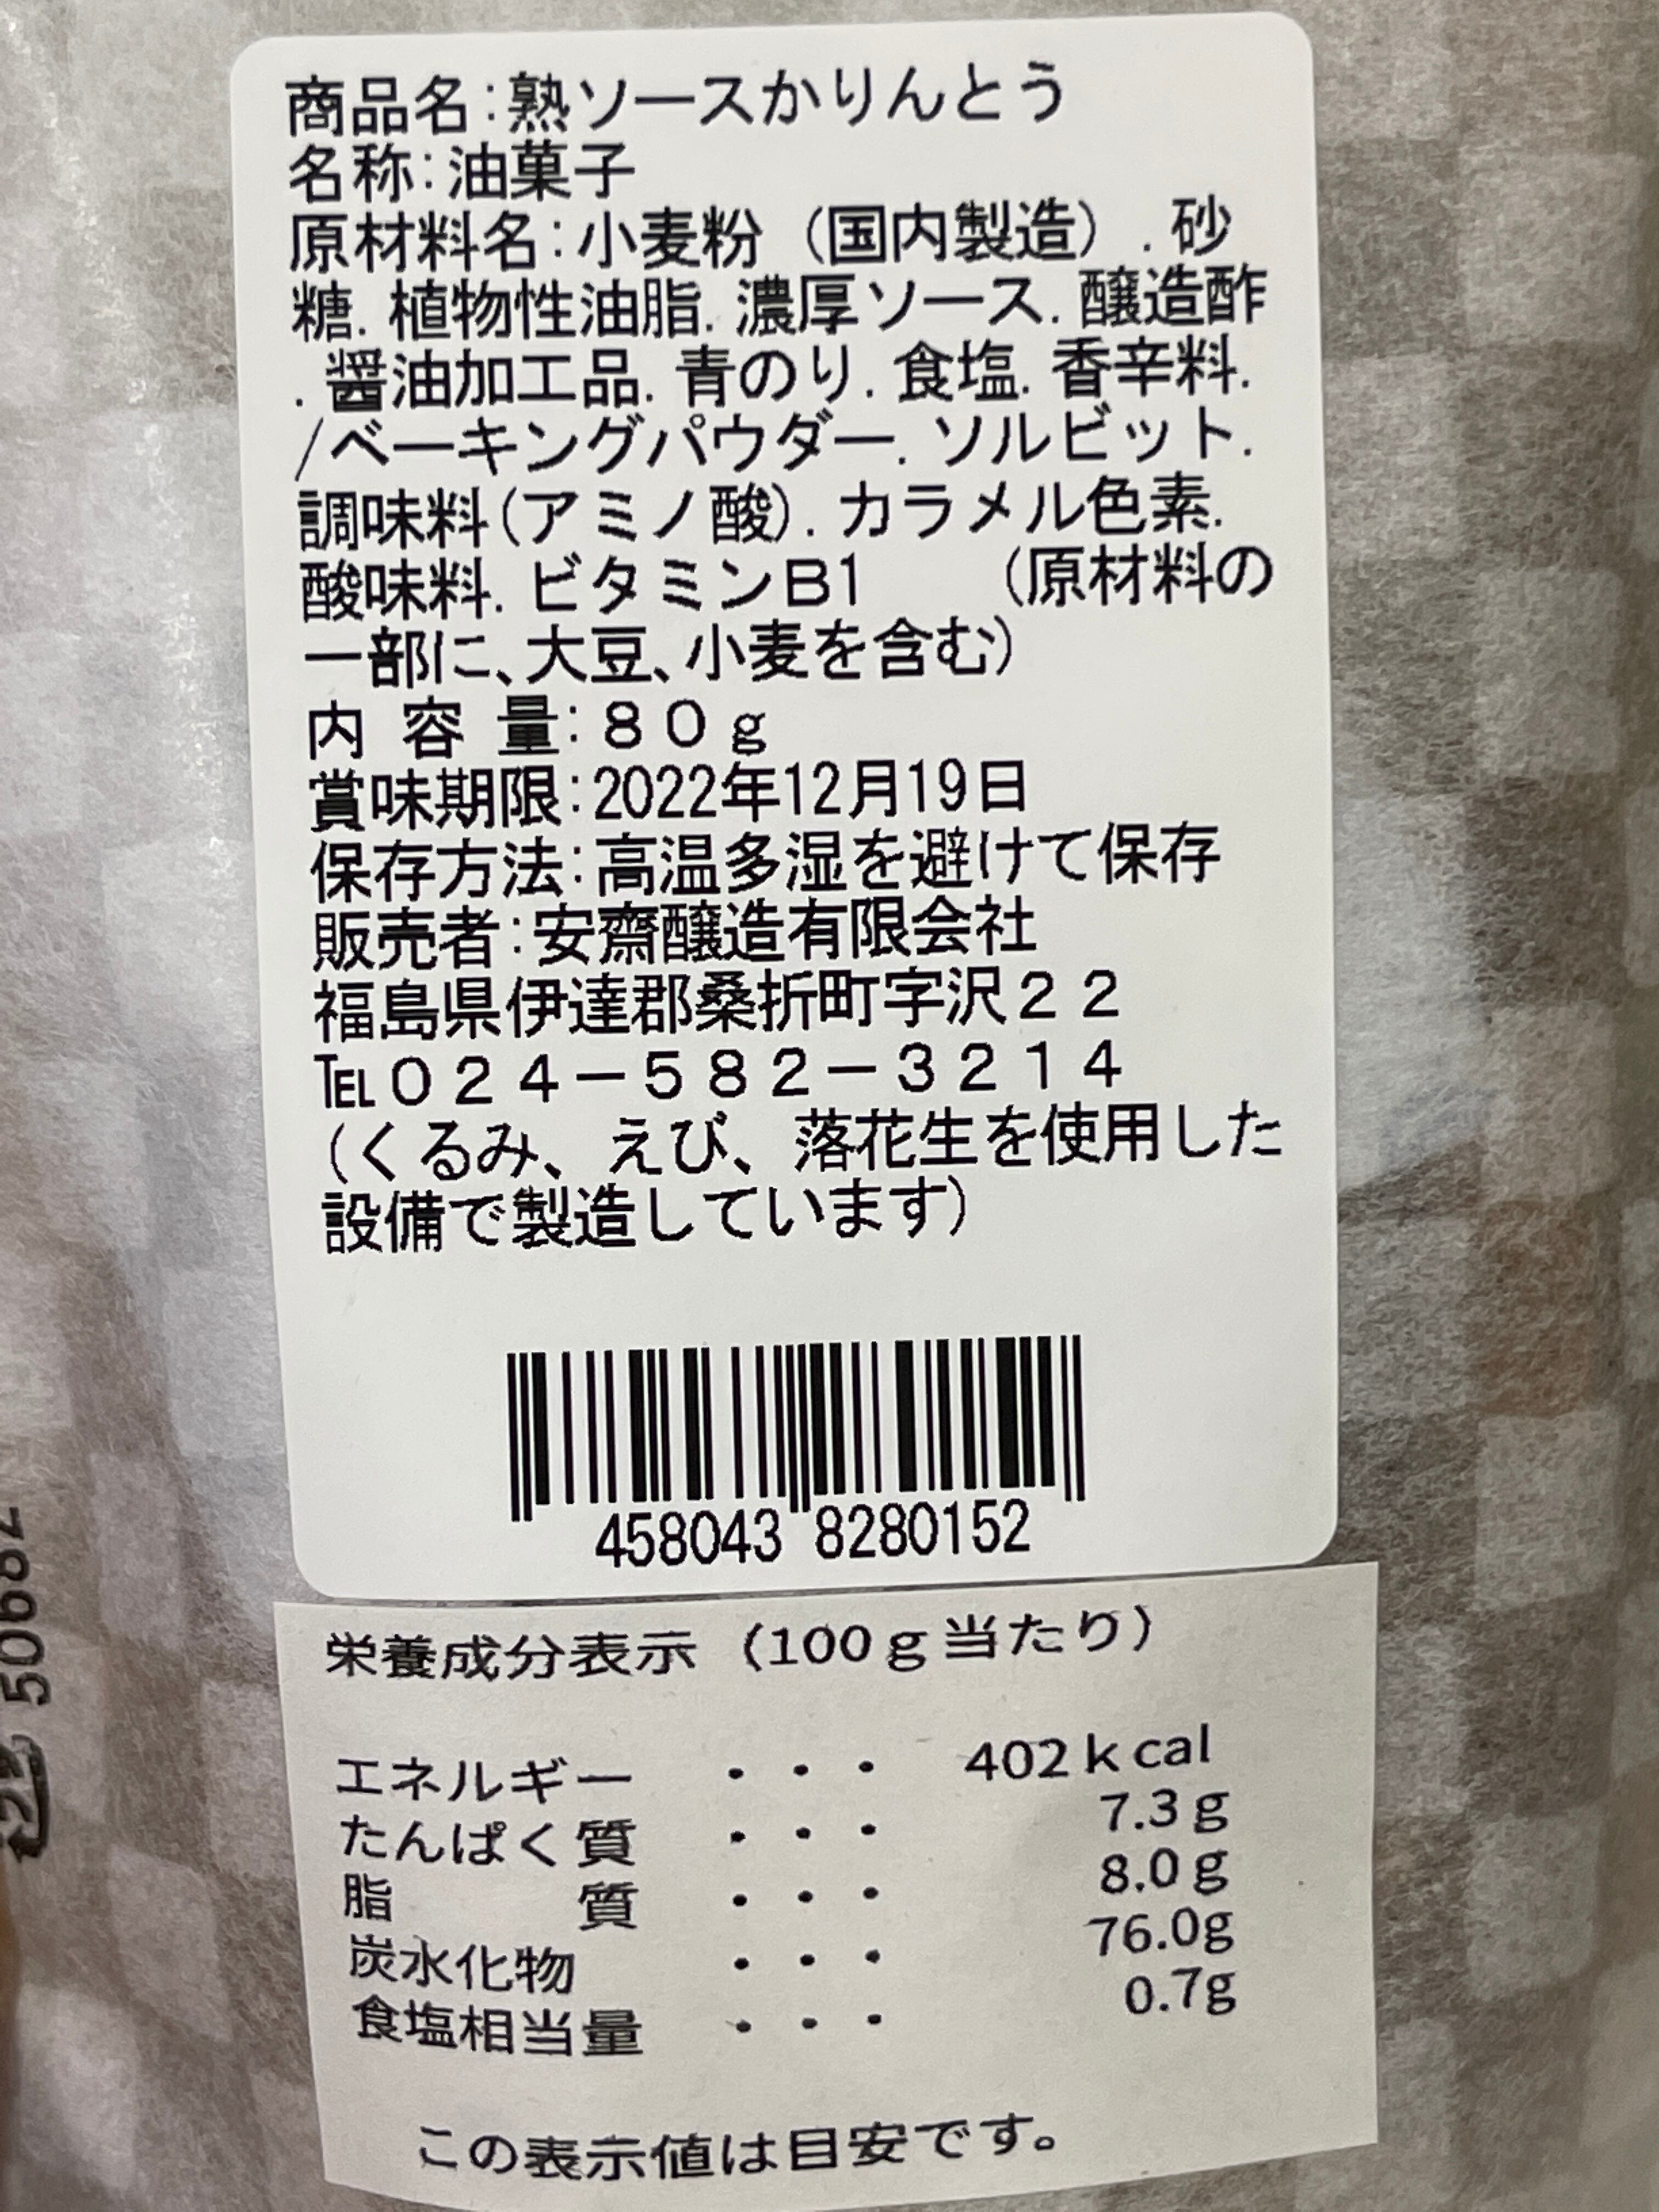 商品名:熟ソースかりんとう
名称:油菓子
原材料名:小麦粉（国内製造）.砂
糖.植物性油脂.濃厚ソース.醸造酢
.醤油加工品.青のり.食塩.香辛料.
/ベーキングパウダー.ソルビット.
調味料(アミノ酸).カラメル色素.
酸味料.ビタミンB1　　（原材料の
一部に、大豆、小麦を含む）
内 容 量:８０ｇ
賞味期限:2022年12月19日
保存方法:高温多湿を避けて保存
販売者:安齋醸造有限会社
福島県伊達郡桑折町字沢２２
℡０２４－５８２－３２１４
（くるみ、えび、落花生を使用した
設備で製造しています）
458043 8280152
栄養成分表示（100ｇ当たり）
エネルギー ・・・ 402ｋcal
たんぱく質 ・・・ 7.3ｇ
脂　　　質 ・・・ 8.0ｇ
炭水化物 ・・・ 76.0g
食塩相当量 ・・・ 0.7g
この表示値は目安です。
50682